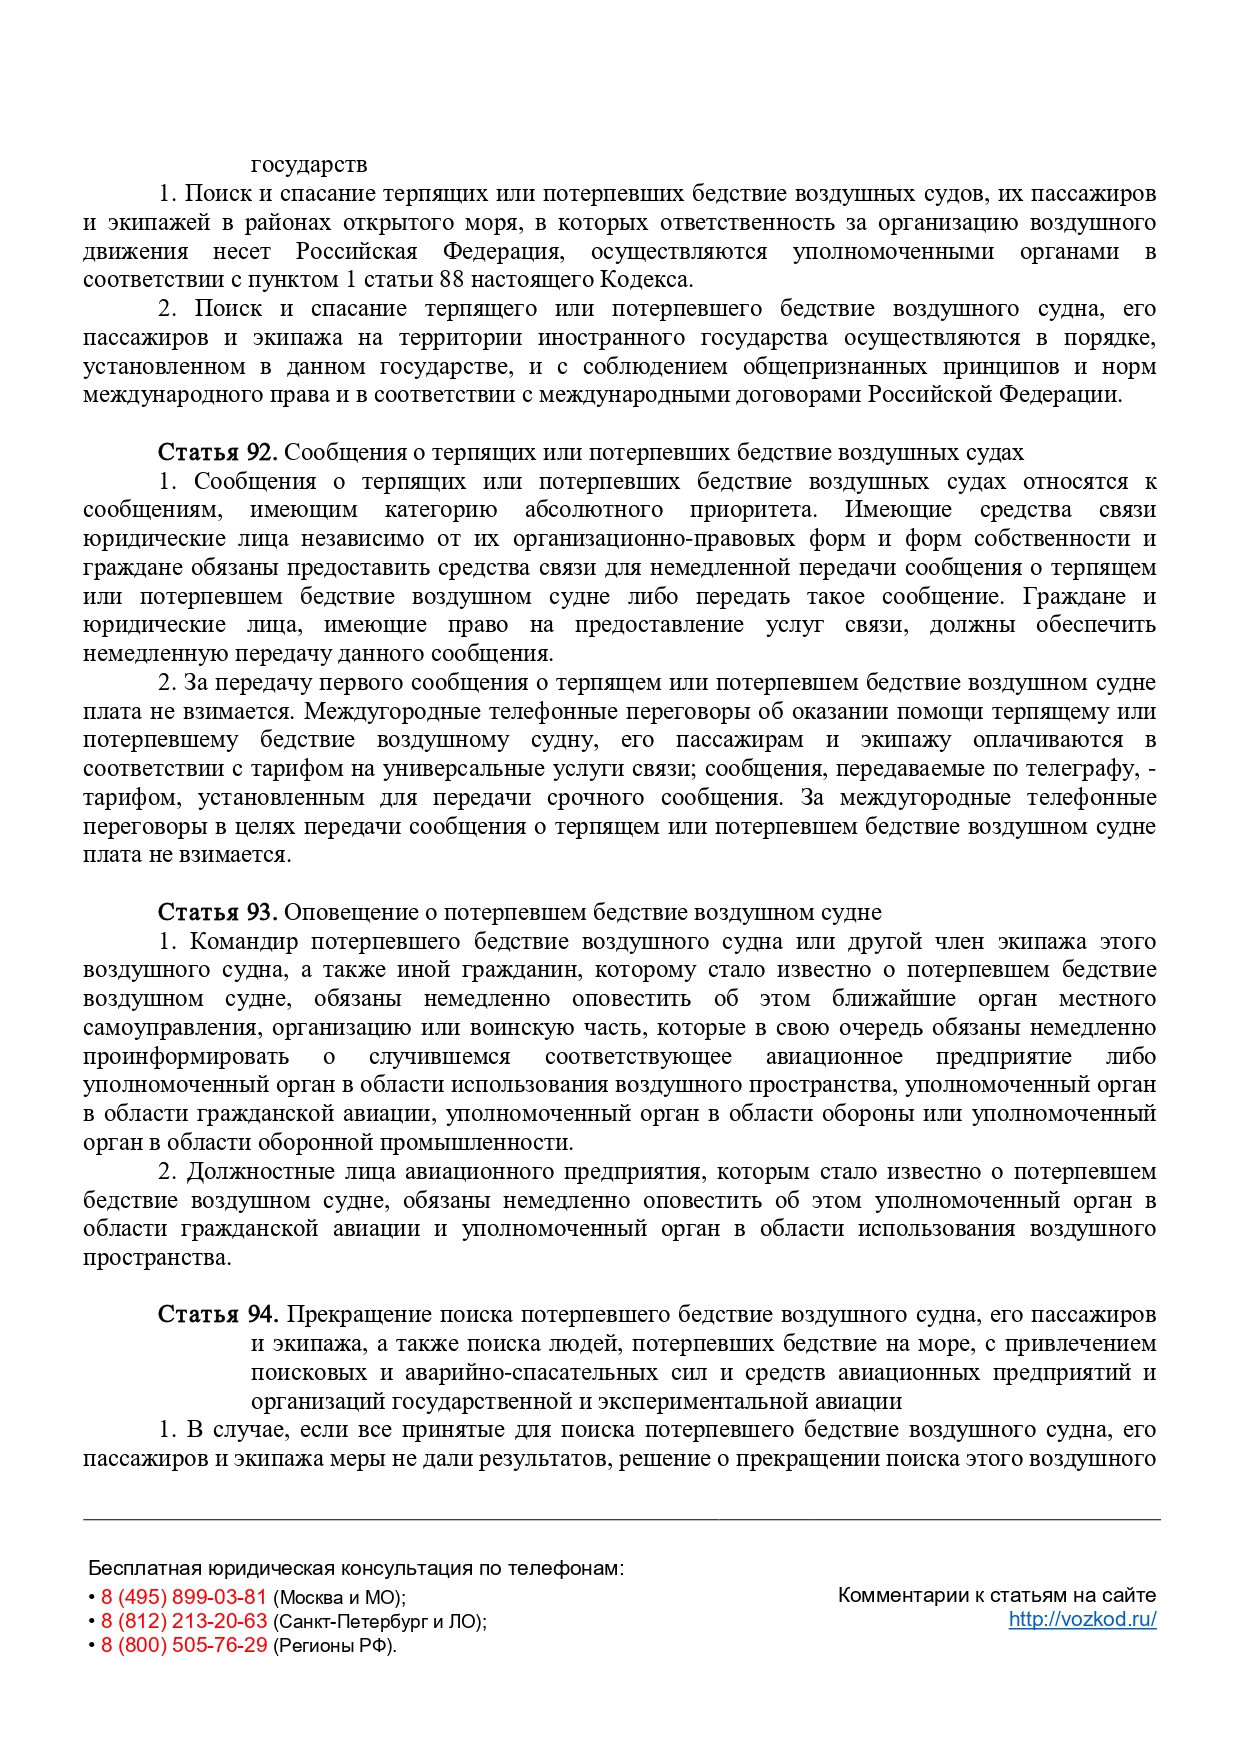 государств
1. Поиск и спасание терпящих или потерпевших бедствие воздушных судов, их пассажиров
и экипажей в районах открытого моря, в которых ответственность за организацию воздушного
движения несет Российская Федерация, осуществляются уполномоченными органами в
соответствии с пунктом 1 статьи 88 настоящего Кодекса.
2. Поиск и спасание терпящего или потерпевшего бедствие воздушного судна, его
пассажиров и экипажа на территории иностранного государства осуществляются в порядке,
установленном в данном государстве, и с соблюдением общепризнанных принципов и норм
международного права и в соответствии с международными договорами Российской Федерации.
Статья 92. Сообщения о терпящих или потерпевших бедствие воздушных судах
1. Сообщения о терпящих или потерпевших бедствие воздушных судах относятся к
сообщениям, имеющим категорию абсолютного приоритета. Имеющие средства связи
юридические лица независимо от их организационно-правовых форм и форм собственности и
граждане обязаны предоставить средства связи для немедленной передачи сообщения о терпящем
или потерпевшем бедствие воздушном судне либо передать такое сообщение. Граждане и
юридические лица, имеющие право на предоставление услуг связи, должны обеспечить
немедленную передачу данного сообщения.
2. За передачу первого сообщения о терпящем или потерпевшем бедствие воздушном судне
плата не взимается. Междугородные телефонные переговоры об оказании помощи терпящему или
потерпевшему бедствие воздушному судну, его пассажирам и экипажу оплачиваются в
соответствии с тарифом на универсальные услуги связи; сообщения, передаваемые по телеграфу, -
тарифом, установленным для передачи срочного сообщения. За междугородные телефонные
переговоры в целях передачи сообщения о терпящем или потерпевшем бедствие воздушном судне
плата не взимается.
Статья 93. Оповещение о потерпевшем бедствие воздушном судне
1. Командир потерпевшего бедствие воздушного судна или другой член экипажа этого
воздушного судна, а также иной гражданин, которому стало известно о потерпевшем бедствие
воздушном судне, обязаны немедленно оповестить об этом ближайшие орган местного
самоуправления, организацию или воинскую часть, которые в свою очередь обязаны немедленно
проинформировать о случившемся соответствующее авиационное предприятие либо
уполномоченный орган в области использования воздушного пространства, уполномоченный орган
в области гражданской авиации, уполномоченный орган в области обороны или уполномоченный
орган в области оборонной промышленности.
2. Должностные лица авиационного предприятия, которым стало известно о потерпевшем
бедствие воздушном судне, обязаны немедленно оповестить об этом уполномоченный орган в
области гражданской авиации и уполномоченный орган в области использования воздушного
пространства.
Статья 94. Прекращение поиска потерпевшего бедствие воздушного судна, его пассажиров
и экипажа, а также поиска людей, потерпевших бедствие на море, с привлечением
поисковых и аварийно-спасательных сил и средств авиационных предприятий и
организаций государственной и экспериментальной авиации
1. В случае, если все принятые для поиска потерпевшего бедствие воздушного судна, его
пассажиров и экипажа меры не дали результатов, решение о прекращении поиска этого воздушного
Бесплатная юридическая консультация по телефонам:
• 8 (495) 899-03-81 (Москва и МО);
• 8 (812) 213-20-63 (Санкт-Петербург и ЛО);
• 8 (800) 505-76-29 (Регионы РФ).
Комментарии к статьям на сайте
http://vozkod.ru/